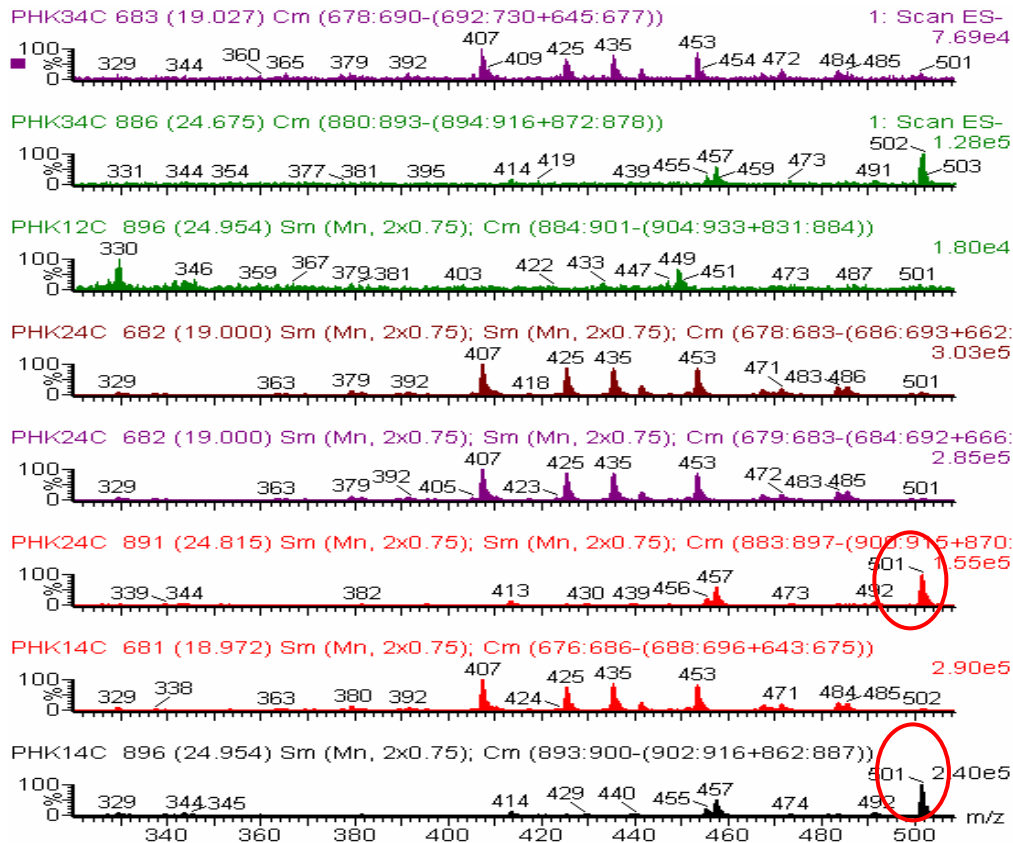 PHK34C 683 (19.027) Cm (678:690-(692:730+645:677)) 1: Scan ES-
7.69e4
100 % 0
329 344 360 365 379 392 407 409 425 435 453 454 472 484 485 501
PHK34C 886 (24.675) Cm (880:893-(894:916+872:878)) 1: Scan ES-
1.28e5
100 % 0
331 344 354 377 381 395 414 419 439 455 457 459 473 491 502 503
PHK12C 896 (24.954) Sm (Mn, 2x0.75); Cm (884:901-(904:933+831:884))
1.80e4
100 % 0
330 346 359 367 379 381 403 422 433 447 449 451 473 487 501
PHK24C 682 (19.000) Sm (Mn, 2x0.75); Sm (Mn, 2x0.75); Cm (678:683-(686:693+662:
3.03e5
100 % 0
329 363 379 392 407 418 425 435 453 471 483 486 501
PHK24C 682 (19.000) Sm (Mn, 2x0.75); Sm (Mn, 2x0.75); Cm (679:683-(684:692+666:
2.85e5
100 % 0
329 363 379 392 405 407 423 425 435 453 472 483 485 501
PHK24C 891 (24.815) Sm (Mn, 2x0.75); Sm (Mn, 2x0.75); Cm (883:897-(900:915+870:
1.55e5
100 % 0
339 344 382 413 430 439 456 457 473 492 501
PHK14C 681 (18.972) Sm (Mn, 2x0.75); Cm (676:686-(688:696+643:675))
2.90e5
100 % 0
329 338 363 380 392 407 424 425 435 453 471 484 485 502
PHK14C 896 (24.954) Sm (Mn, 2x0.75); Cm (893:900-(902:916+862:887))
2.40e5
100 % 0
329 344 345 414 429 440 455 457 474 492 501
m/z
340 360 380 400 420 440 460 480 500